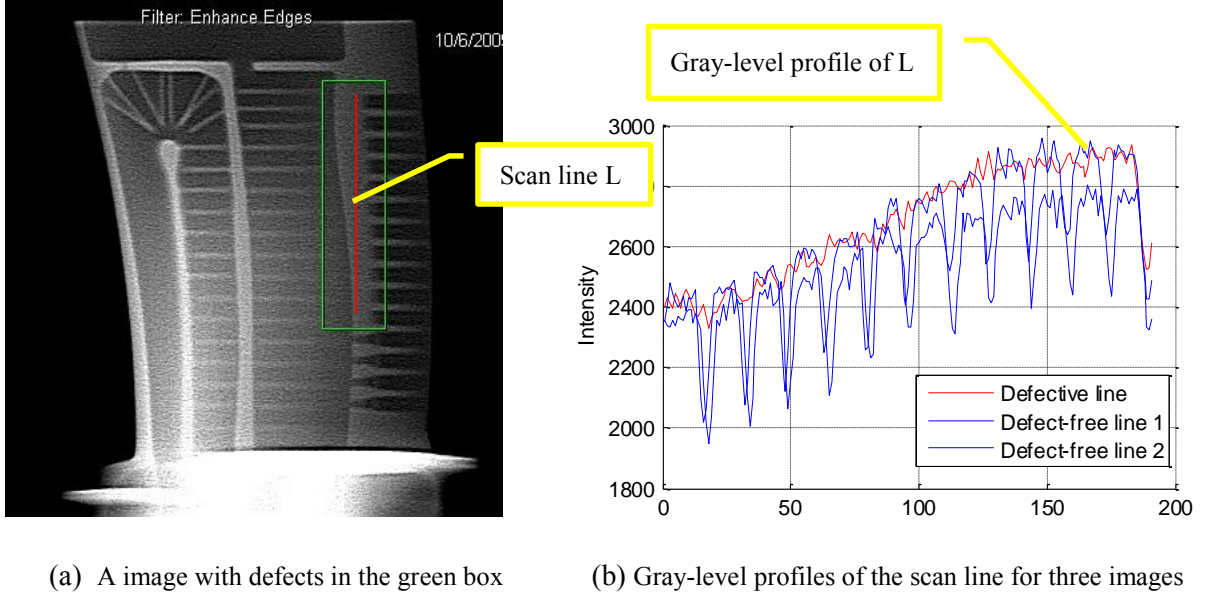 Filter: Enhance Edges
10/6/200
Scan line L
Gray-level profile of L
3000
2600
2400
2200
2000
1800
Intensity
0
50
100
150
200
Defective line
Defect-free line 1
Defect-free line 2
(a) A image with defects in the green box
(b) Gray-level profiles of the scan line for three images